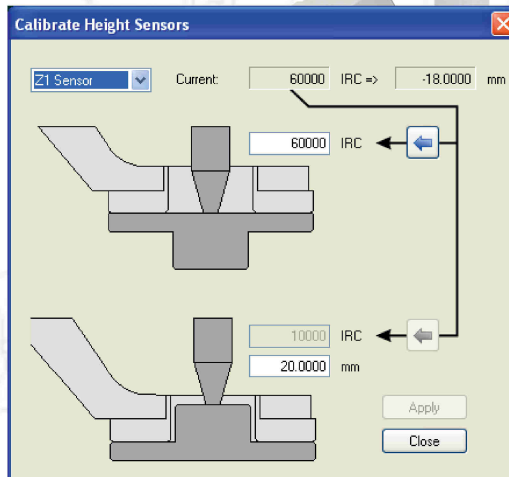 Calibrate Height Sensors
Z1 Sensor Current: 60000 IRC => -18.0000 mm
60000 IRC
10000 IRC
20.0000 mm
Apply
Close